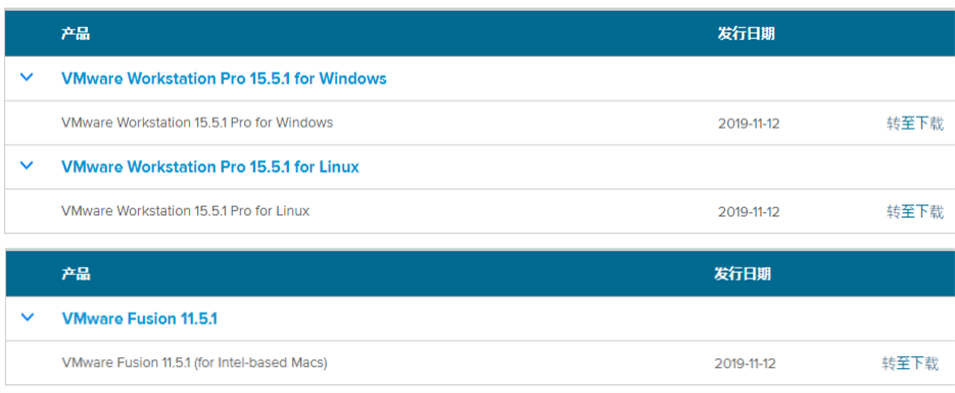 产品 发行日期
VMware Workstation Pro 15.5.1 for Windows
VMware Workstation 15.5.1 Pro for Windows 2019-11-12 转至下载
VMware Workstation Pro 15.5.1 for Linux
VMware Workstation 15.5.1 Pro for Linux 2019-11-12 转至下载
产品 发行日期
VMware Fusion 11.5.1
VMware Fusion 11.5.1 (for Intel-based Macs) 2019-11-12 转至下载